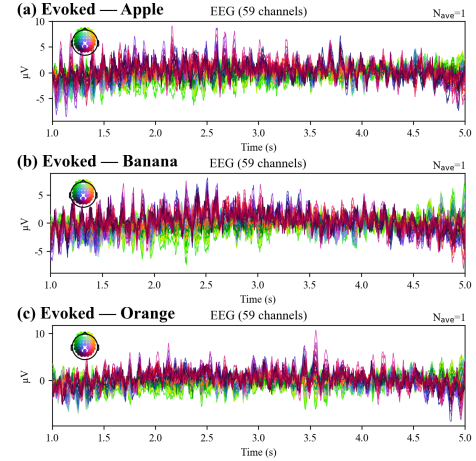 (a) Evoked — Apple
EEG (59 channels)
Nave=1
10
5
0
-5
µV
1.0 1.5 2.0 2.5 3.0 3.5 4.0 4.5 5.0
Time (s)
(b) Evoked — Banana
EEG (59 channels)
Nave=1
5
0
-5
µV
1.0 1.5 2.0 2.5 3.0 3.5 4.0 4.5 5.0
Time (s)
(c) Evoked — Orange
EEG (59 channels)
Nave=1
10
0
µV
1.0 1.5 2.0 2.5 3.0 3.5 4.0 4.5 5.0
Time (s)